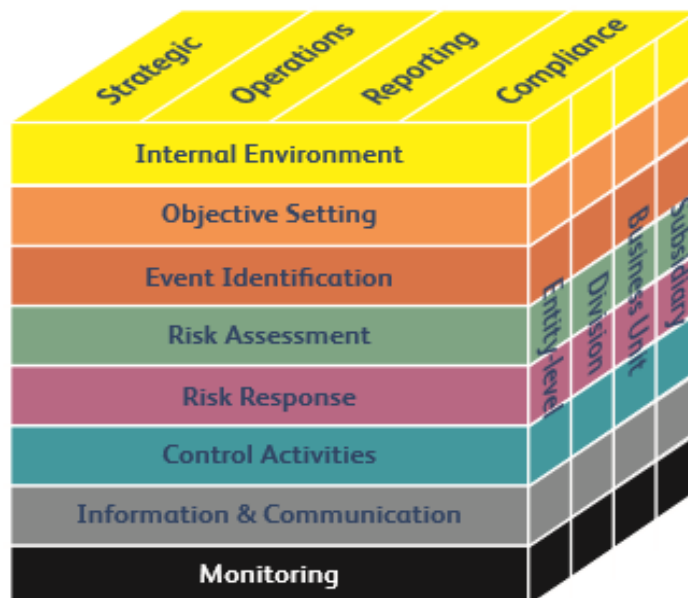 Strategic
Operations
Reporting
Compliance
Internal Environment
Objective Setting
Event Identification
Risk Assessment
Risk Response
Control Activities
Information & Communication
Monitoring
Entity-level
Division
Business Unit
Subsidiary